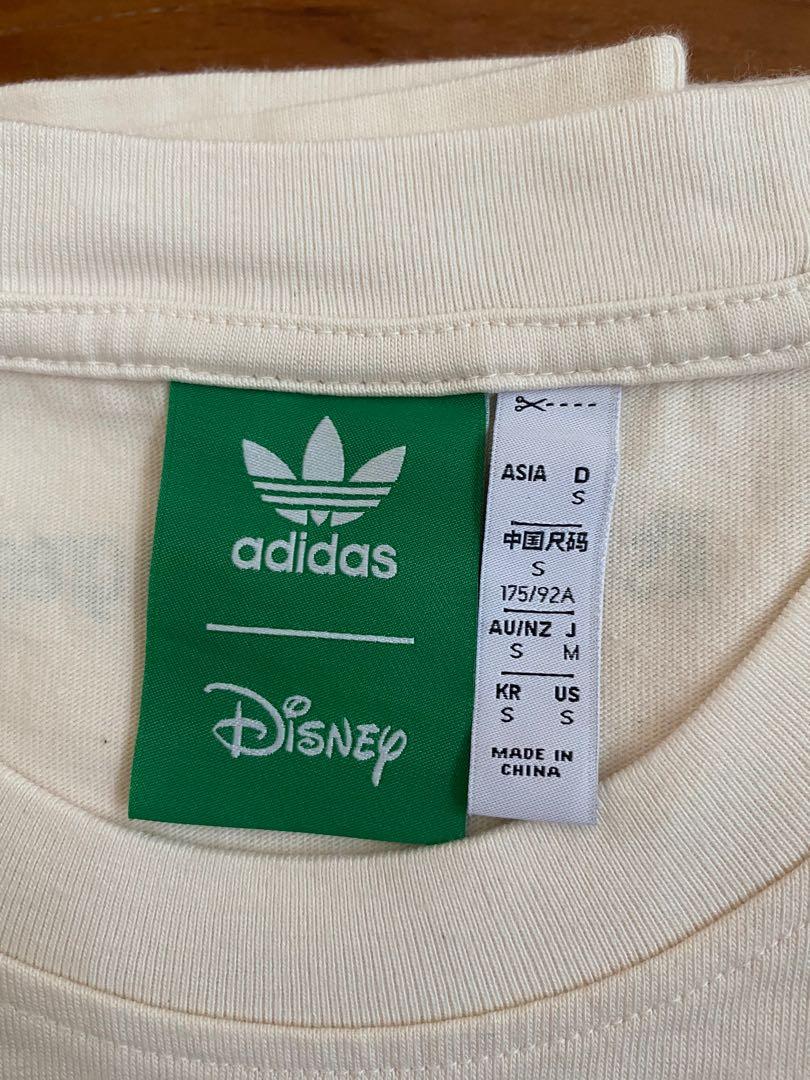 adidas
Disney
ASIA D
S
中国尺码
S
175/92A
AU/NZ J
S M
KR US
S S
MADE IN
CHINA